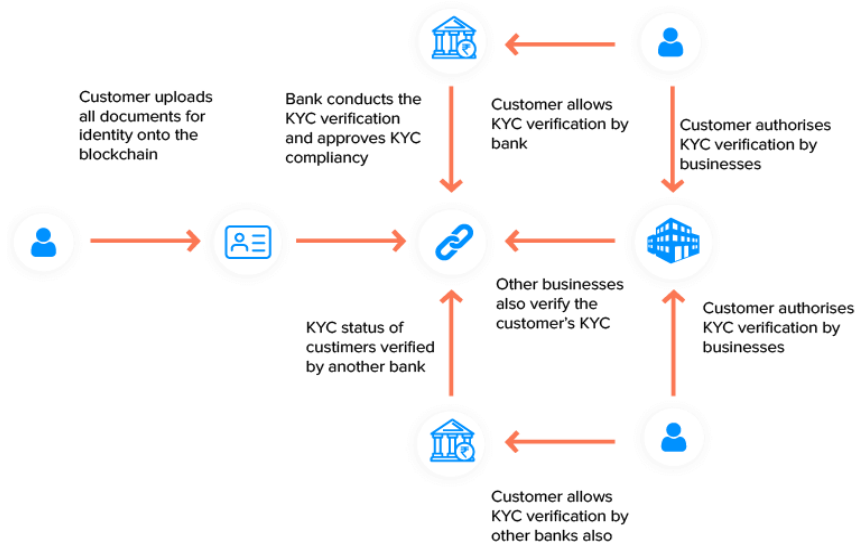 Customer uploads
all documents for
identity onto the
blockchain
Bank conducts the
KYC verification
and approves KYC
compliancy
Customer allows
KYC verification by
bank
Customer authorises
KYC verification by
businesses
KYC status of
custimers verified
by another bank
Other businesses
also verify the
customer's KYC
Customer authorises
KYC verification by
businesses
Customer allows
KYC verification by
other banks also
₹
₹